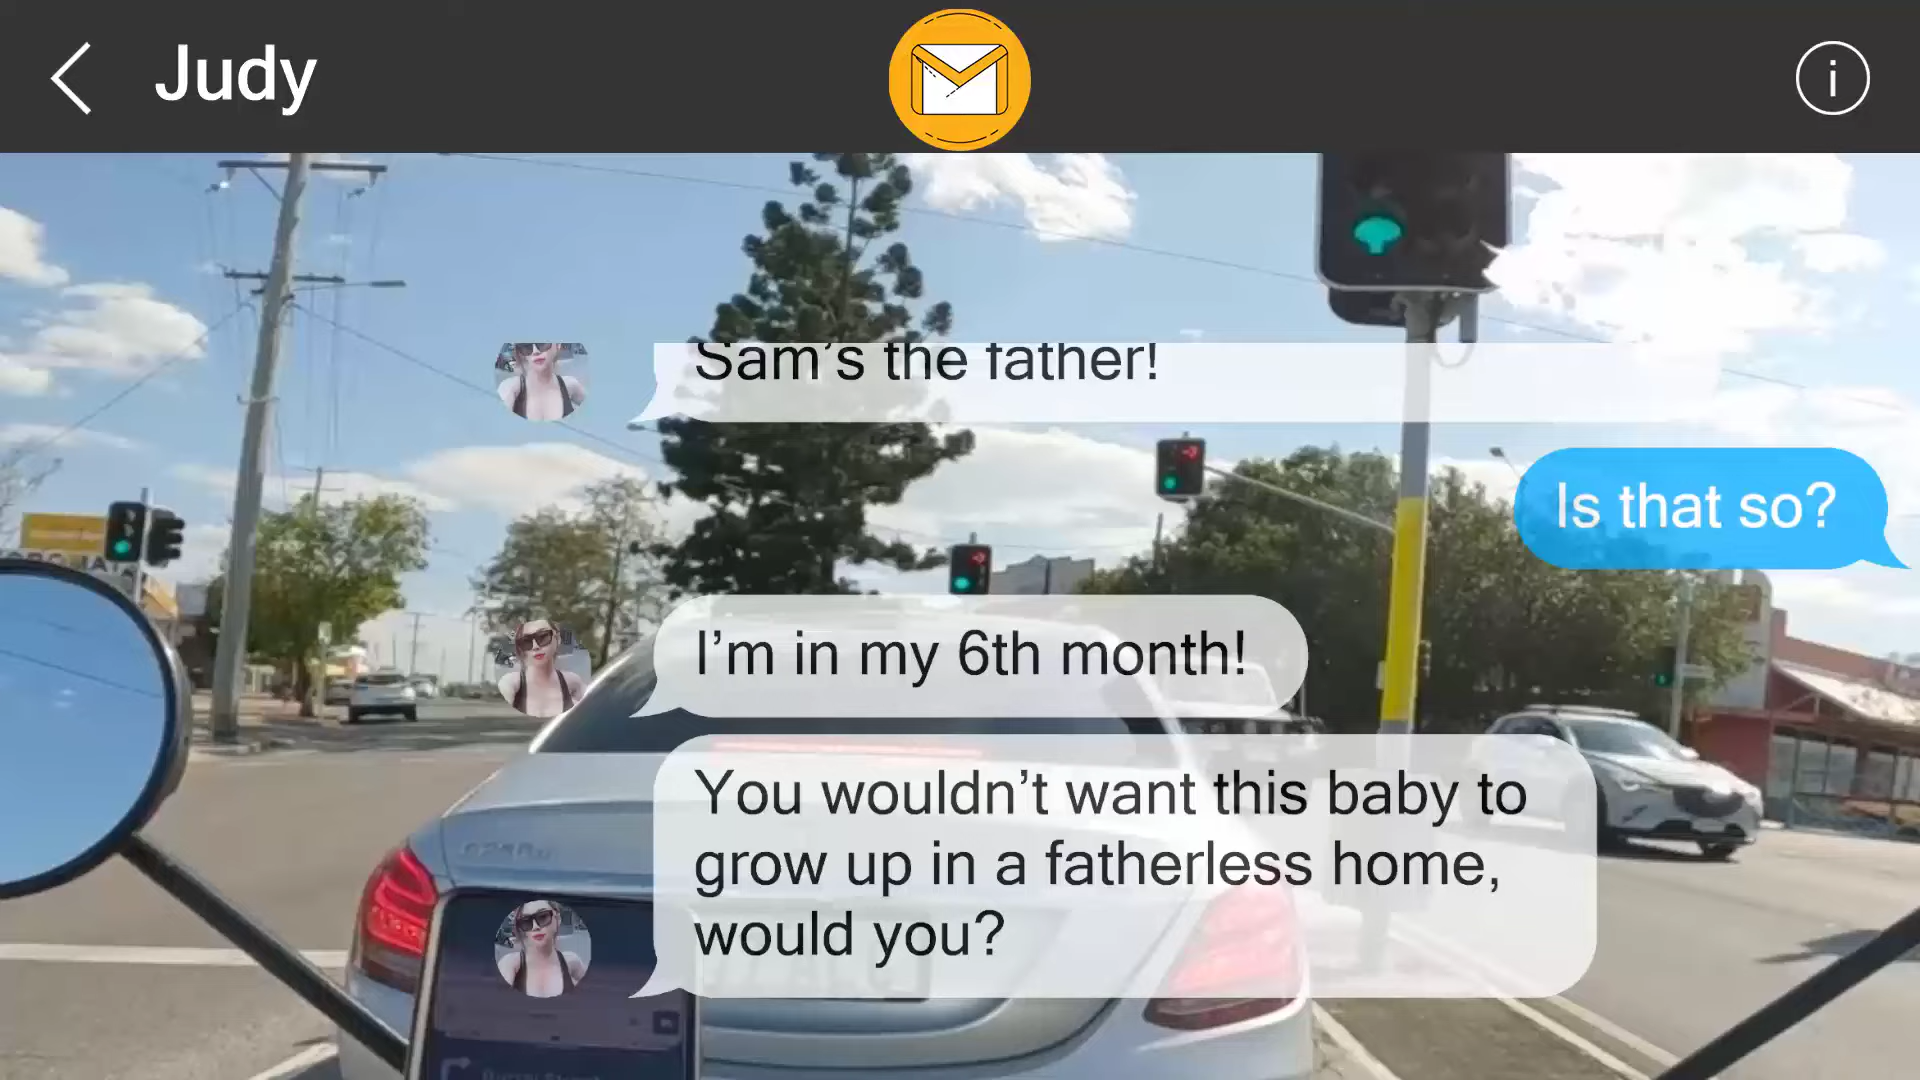 Judy
Sam's the father!
Is that so?
I'm in my 6th month!
You wouldn't want this baby to
grow up in a fatherless home,
would you?